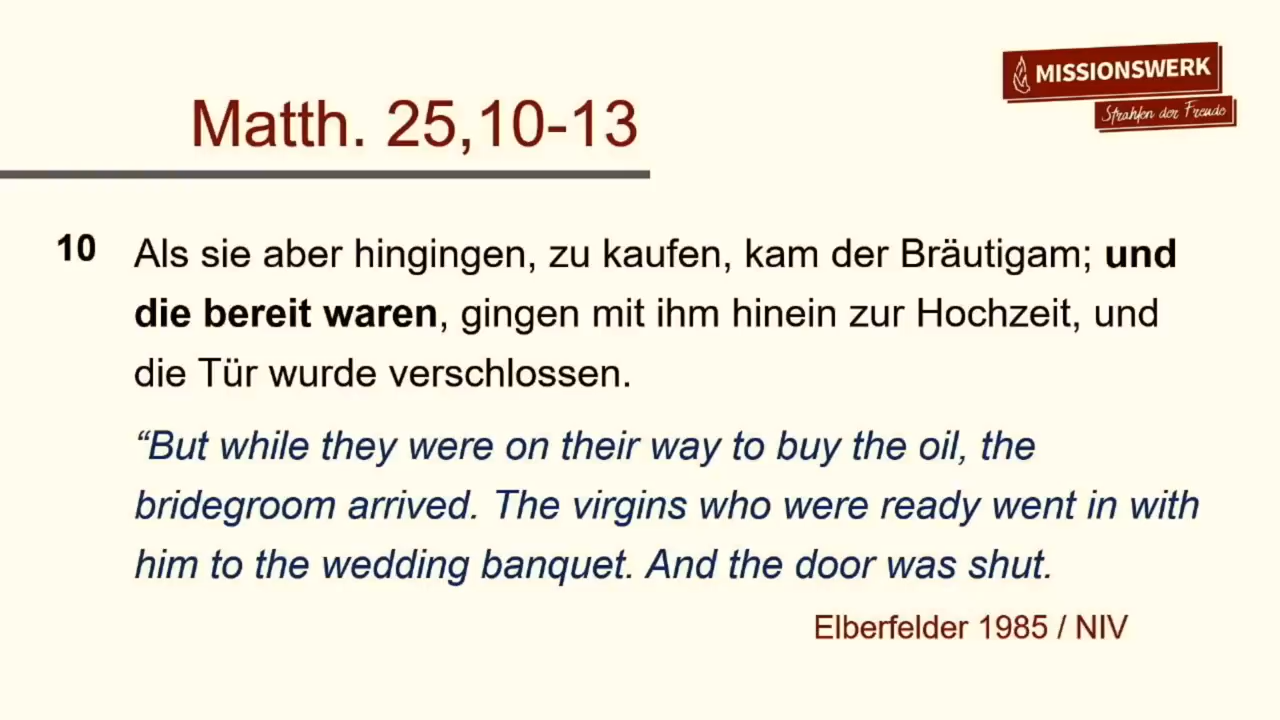 MISSIONSWERK
Strahlen der Freude
Matth. 25,10-13
10 Als sie aber hingingen, zu kaufen, kam der Bräutigam; und
die bereit waren, gingen mit ihm hinein zur Hochzeit, und
die Tür wurde verschlossen.
“But while they were on their way to buy the oil, the
bridegroom arrived. The virgins who were ready went in with
him to the wedding banquet. And the door was shut.
Elberfelder 1985 / NIV